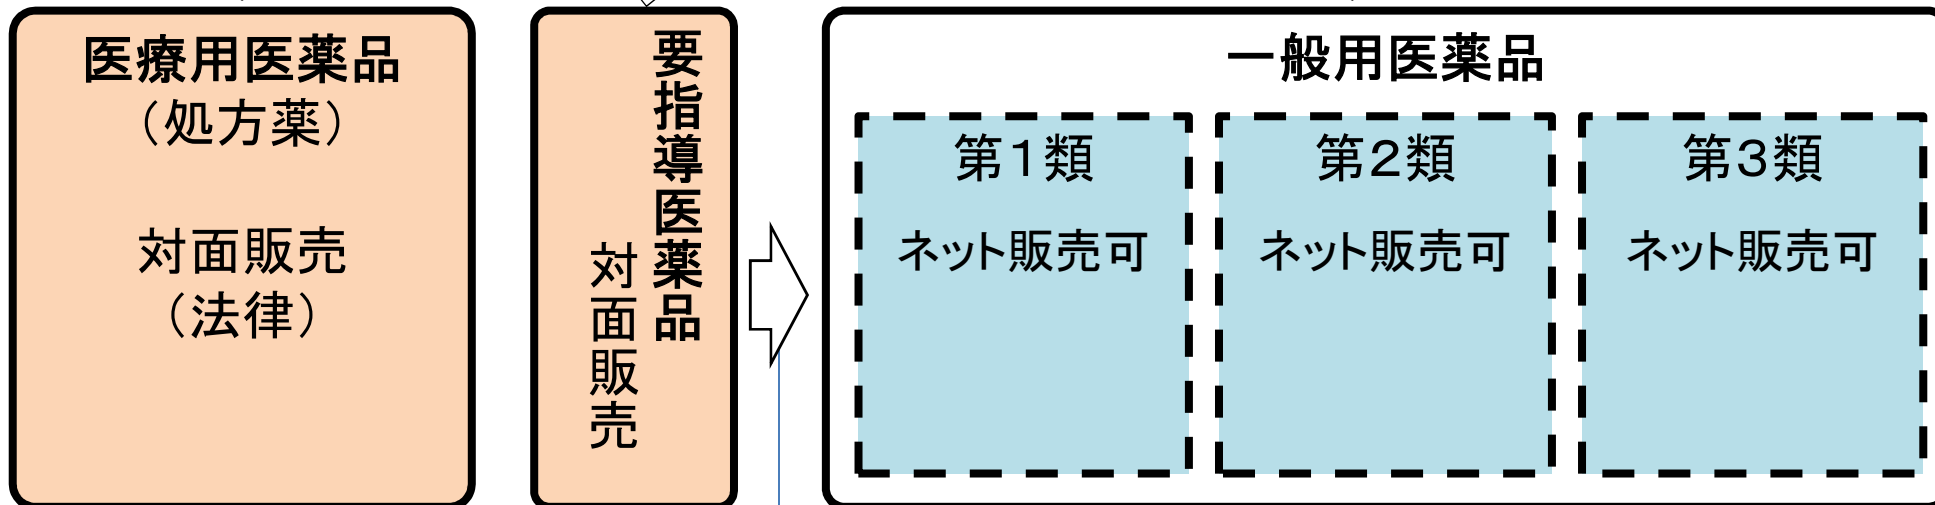 医療用医薬品
（処方薬）
対面販売
（法律）
要指導医薬品
対面販売
一般用医薬品
第１類
ネット販売可
第２類
ネット販売可
第３類
ネット販売可